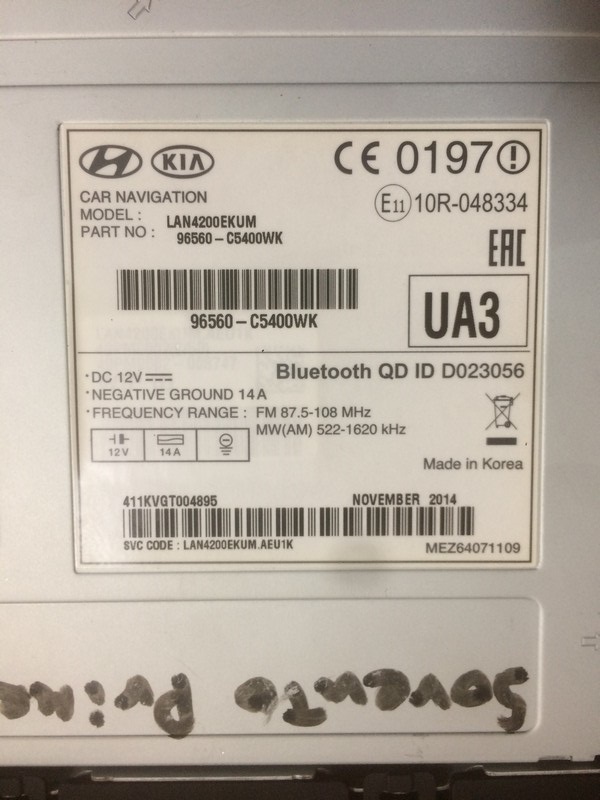 HYUNDAI KIA
CE 0197
CAR NAVIGATION
MODEL : LAN4200EKUM
PART NO : 96560-C5400WK
E11 10R-048334
EAC
96560-C5400WK
UA3
Bluetooth QD ID D023056
·DC 12V
·NEGATIVE GROUND 14A
·FREQUENCY RANGE : FM 87.5-108 MHz
MW(AM) 522-1620 kHz
12V 14A
Made in Korea
411KVGT004895 NOVEMBER 2014
SVC CODE : LAN4200EKUM.AEU1K
MEZ64071109